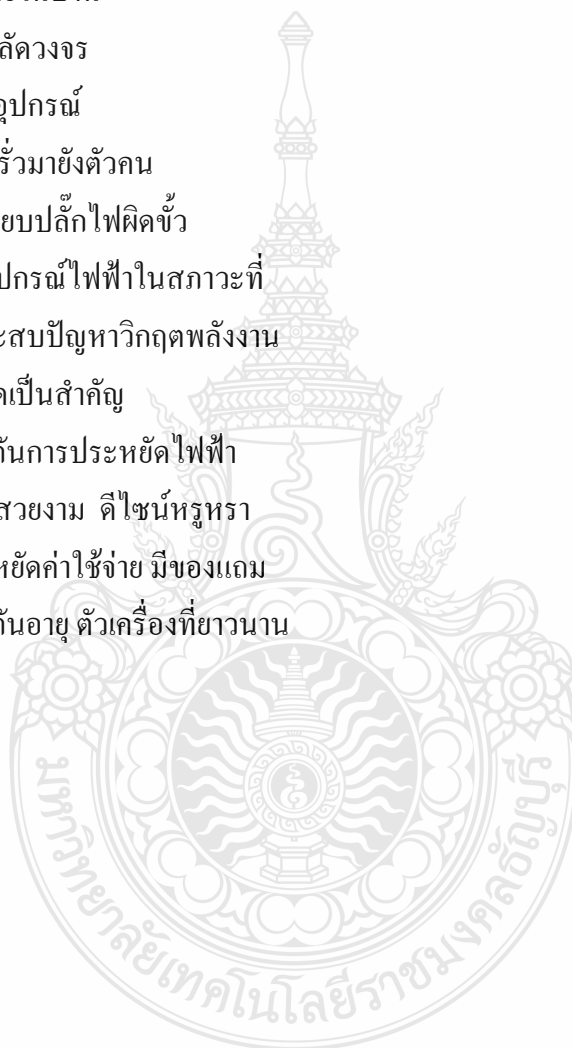 ลัดวงจร
อุปกรณ์
รั่วมายังตัวคน
ยบปลั๊กไฟผิดขั้ว
ปกรณ์ไฟฟ้าในสภาวะที่
ะสบปัญหาวิกฤตพลังงาน
คเป็นสำคัญ
กันการประหยัดไฟฟ้า
สวยงาม ดีไซน์หรูหรา
หยัดค่าใช้จ่าย มีของแถม
กันอายุ ตัวเครื่องที่ยาวนาน
มหาวิทยาลัยเทคโนโลยีราชมงคลธัญบุรี